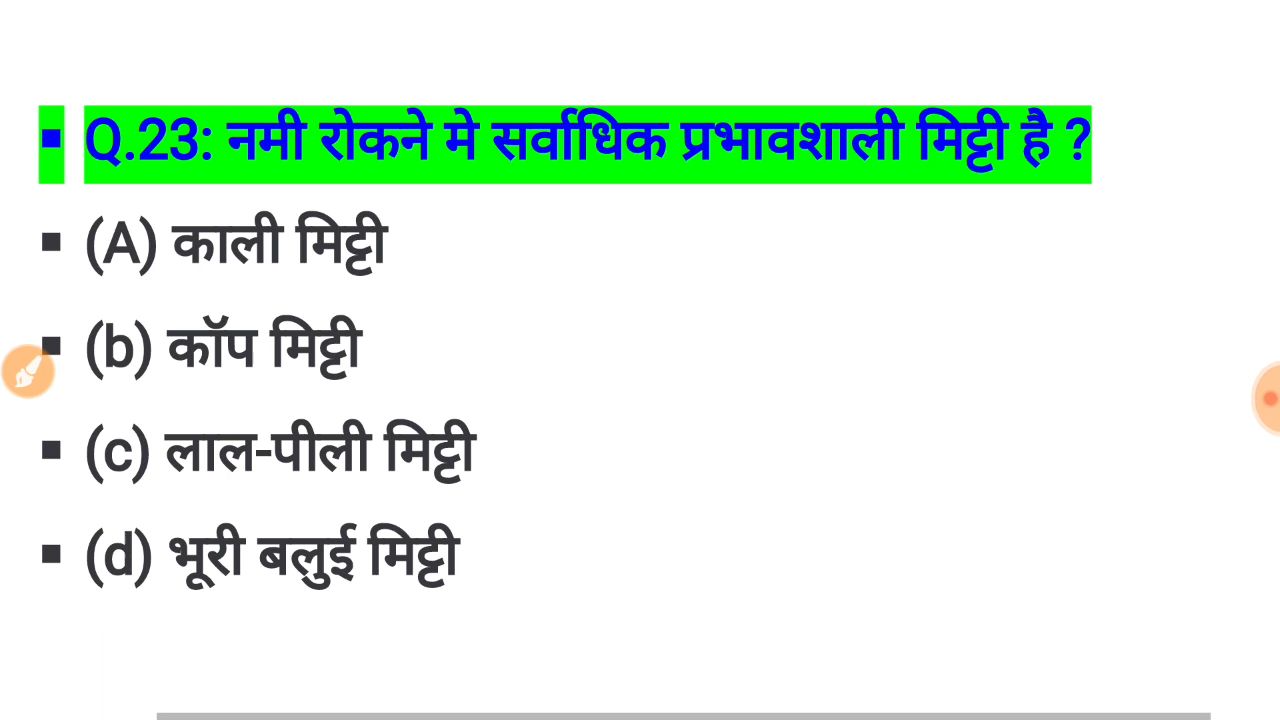 ▪ Q.23: नमी रोकने मे सर्वाधिक प्रभावशाली मिट्टी है ?
▪ (A) काली मिट्टी
▪ (b) कॉप मिट्टी
▪ (c) लाल-पीली मिट्टी
▪ (d) भूरी बलुई मिट्टी